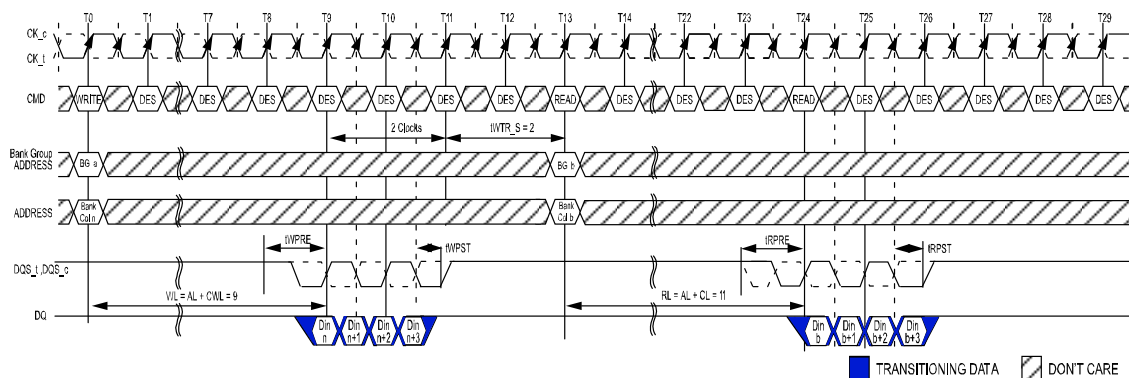 T0 T1 T7 T8 T9 T10 T11 T12 T13 T14 T22 T23 T24 T25 T26 T27 T28 T29
CK_c
CK_t
CMD WRITE DES DES DES DES DES DES DES READ DES DES DES READ DES DES DES DES DES
2 Clocks tWTR_S = 2
Bank Group
ADDRESS BG a BG b
ADDRESS Bank Col n Bank Col b
tWPRE tWPST tRPRE tRPST
DQS_t ,DQS_c
WL = AL + CWL = 9 RL = AL + CL = 11
DQ Din n Din n+1 Din n+2 Din n+3 Din b Din b+1 Din b+2 Din b+3
TRANSITIONING DATA DON'T CARE